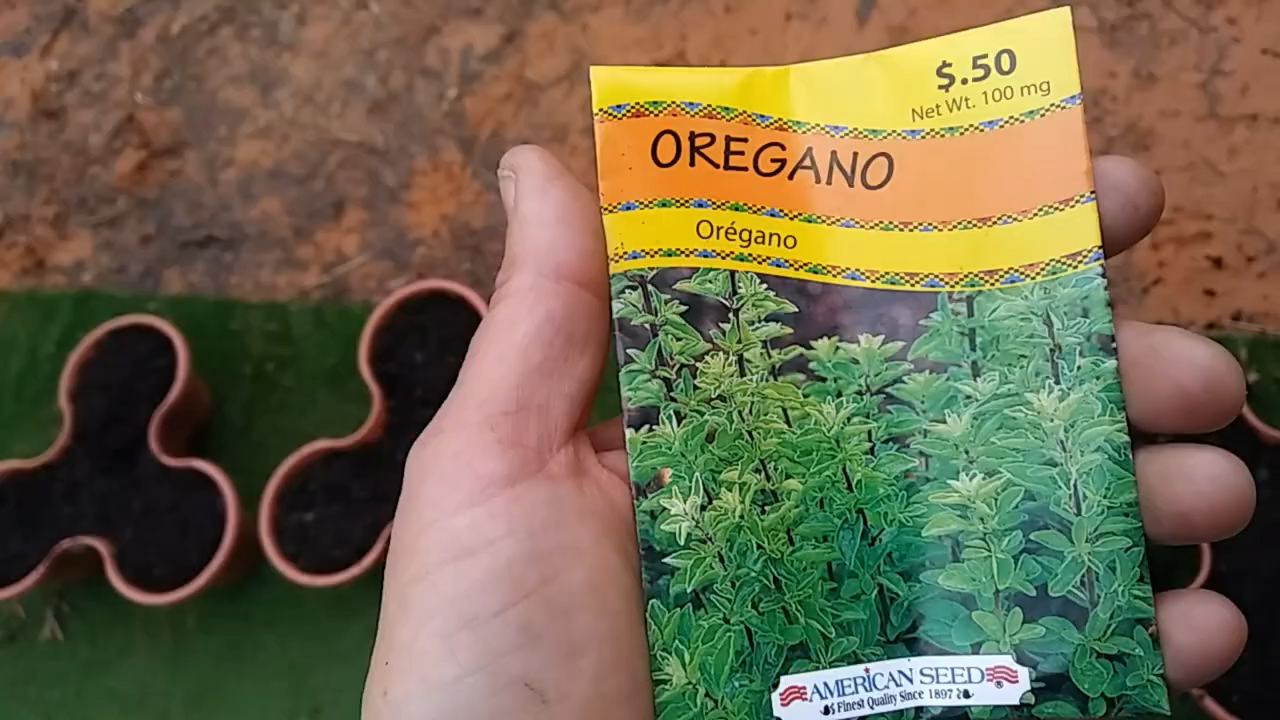 $.50
Net Wt. 100 mg
OREGANO
Orégano
AMERICAN SEED®
Finest Quality Since 1897